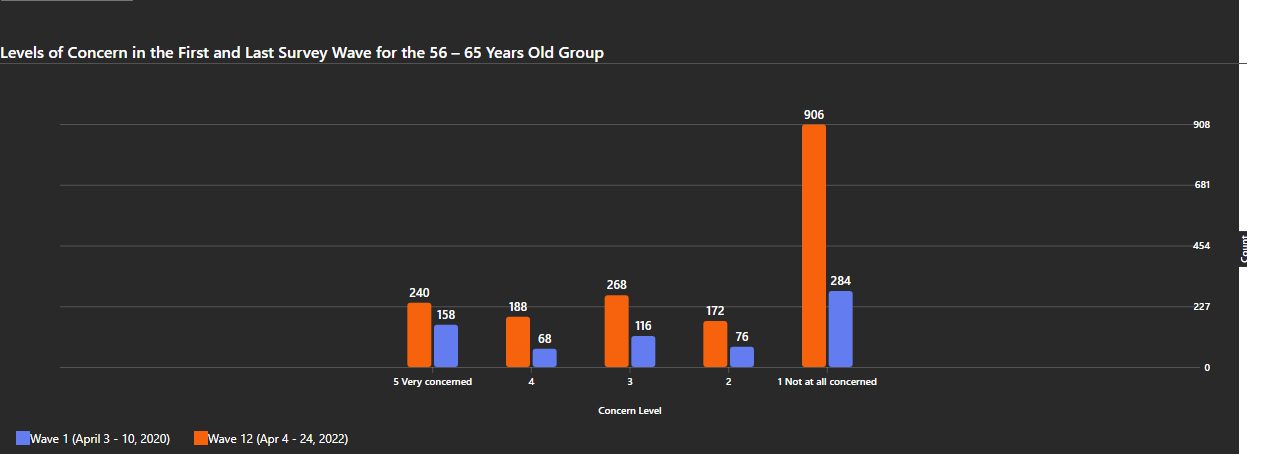 Levels of Concern in the First and Last Survey Wave for the 56 – 65 Years Old Group
906
908
681
Count
454
284
268
240
227
188
172
158
116
76
68
0
5 Very concerned
4
3
2
1 Not at all concerned
Concern Level
Wave 1 (April 3 - 10, 2020)
Wave 12 (Apr 4 - 24, 2022)